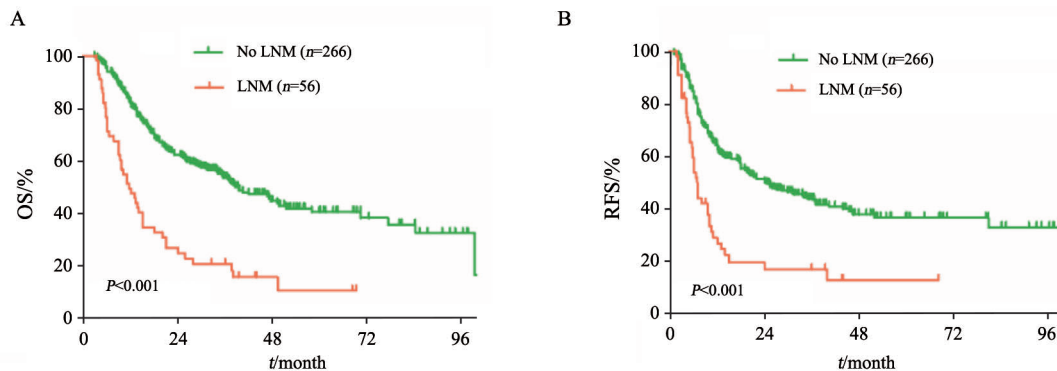 A
No LNM (n=266)
LNM (n=56)
100
80
60
40
20
0
OS/%
P<0.001
0 24 48 72 96
t/month
B
No LNM (n=266)
LNM (n=56)
100
80
60
40
20
0
RFS/%
P<0.001
0 24 48 72 96
t/month